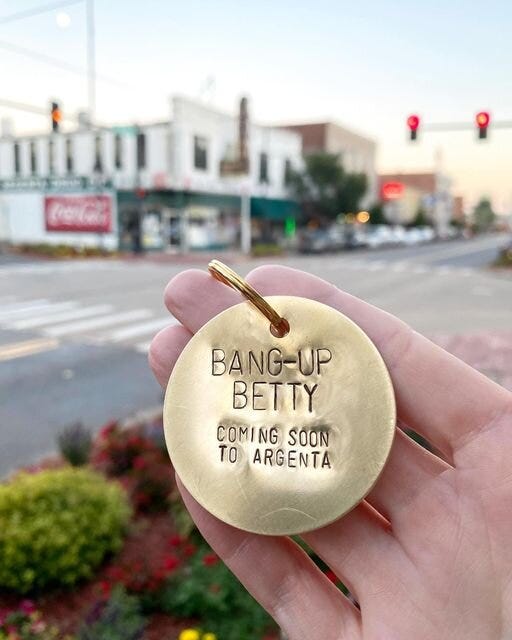 Coca-Cola
BANG-UP
BETTY
COMING SOON
TO ARGENTA